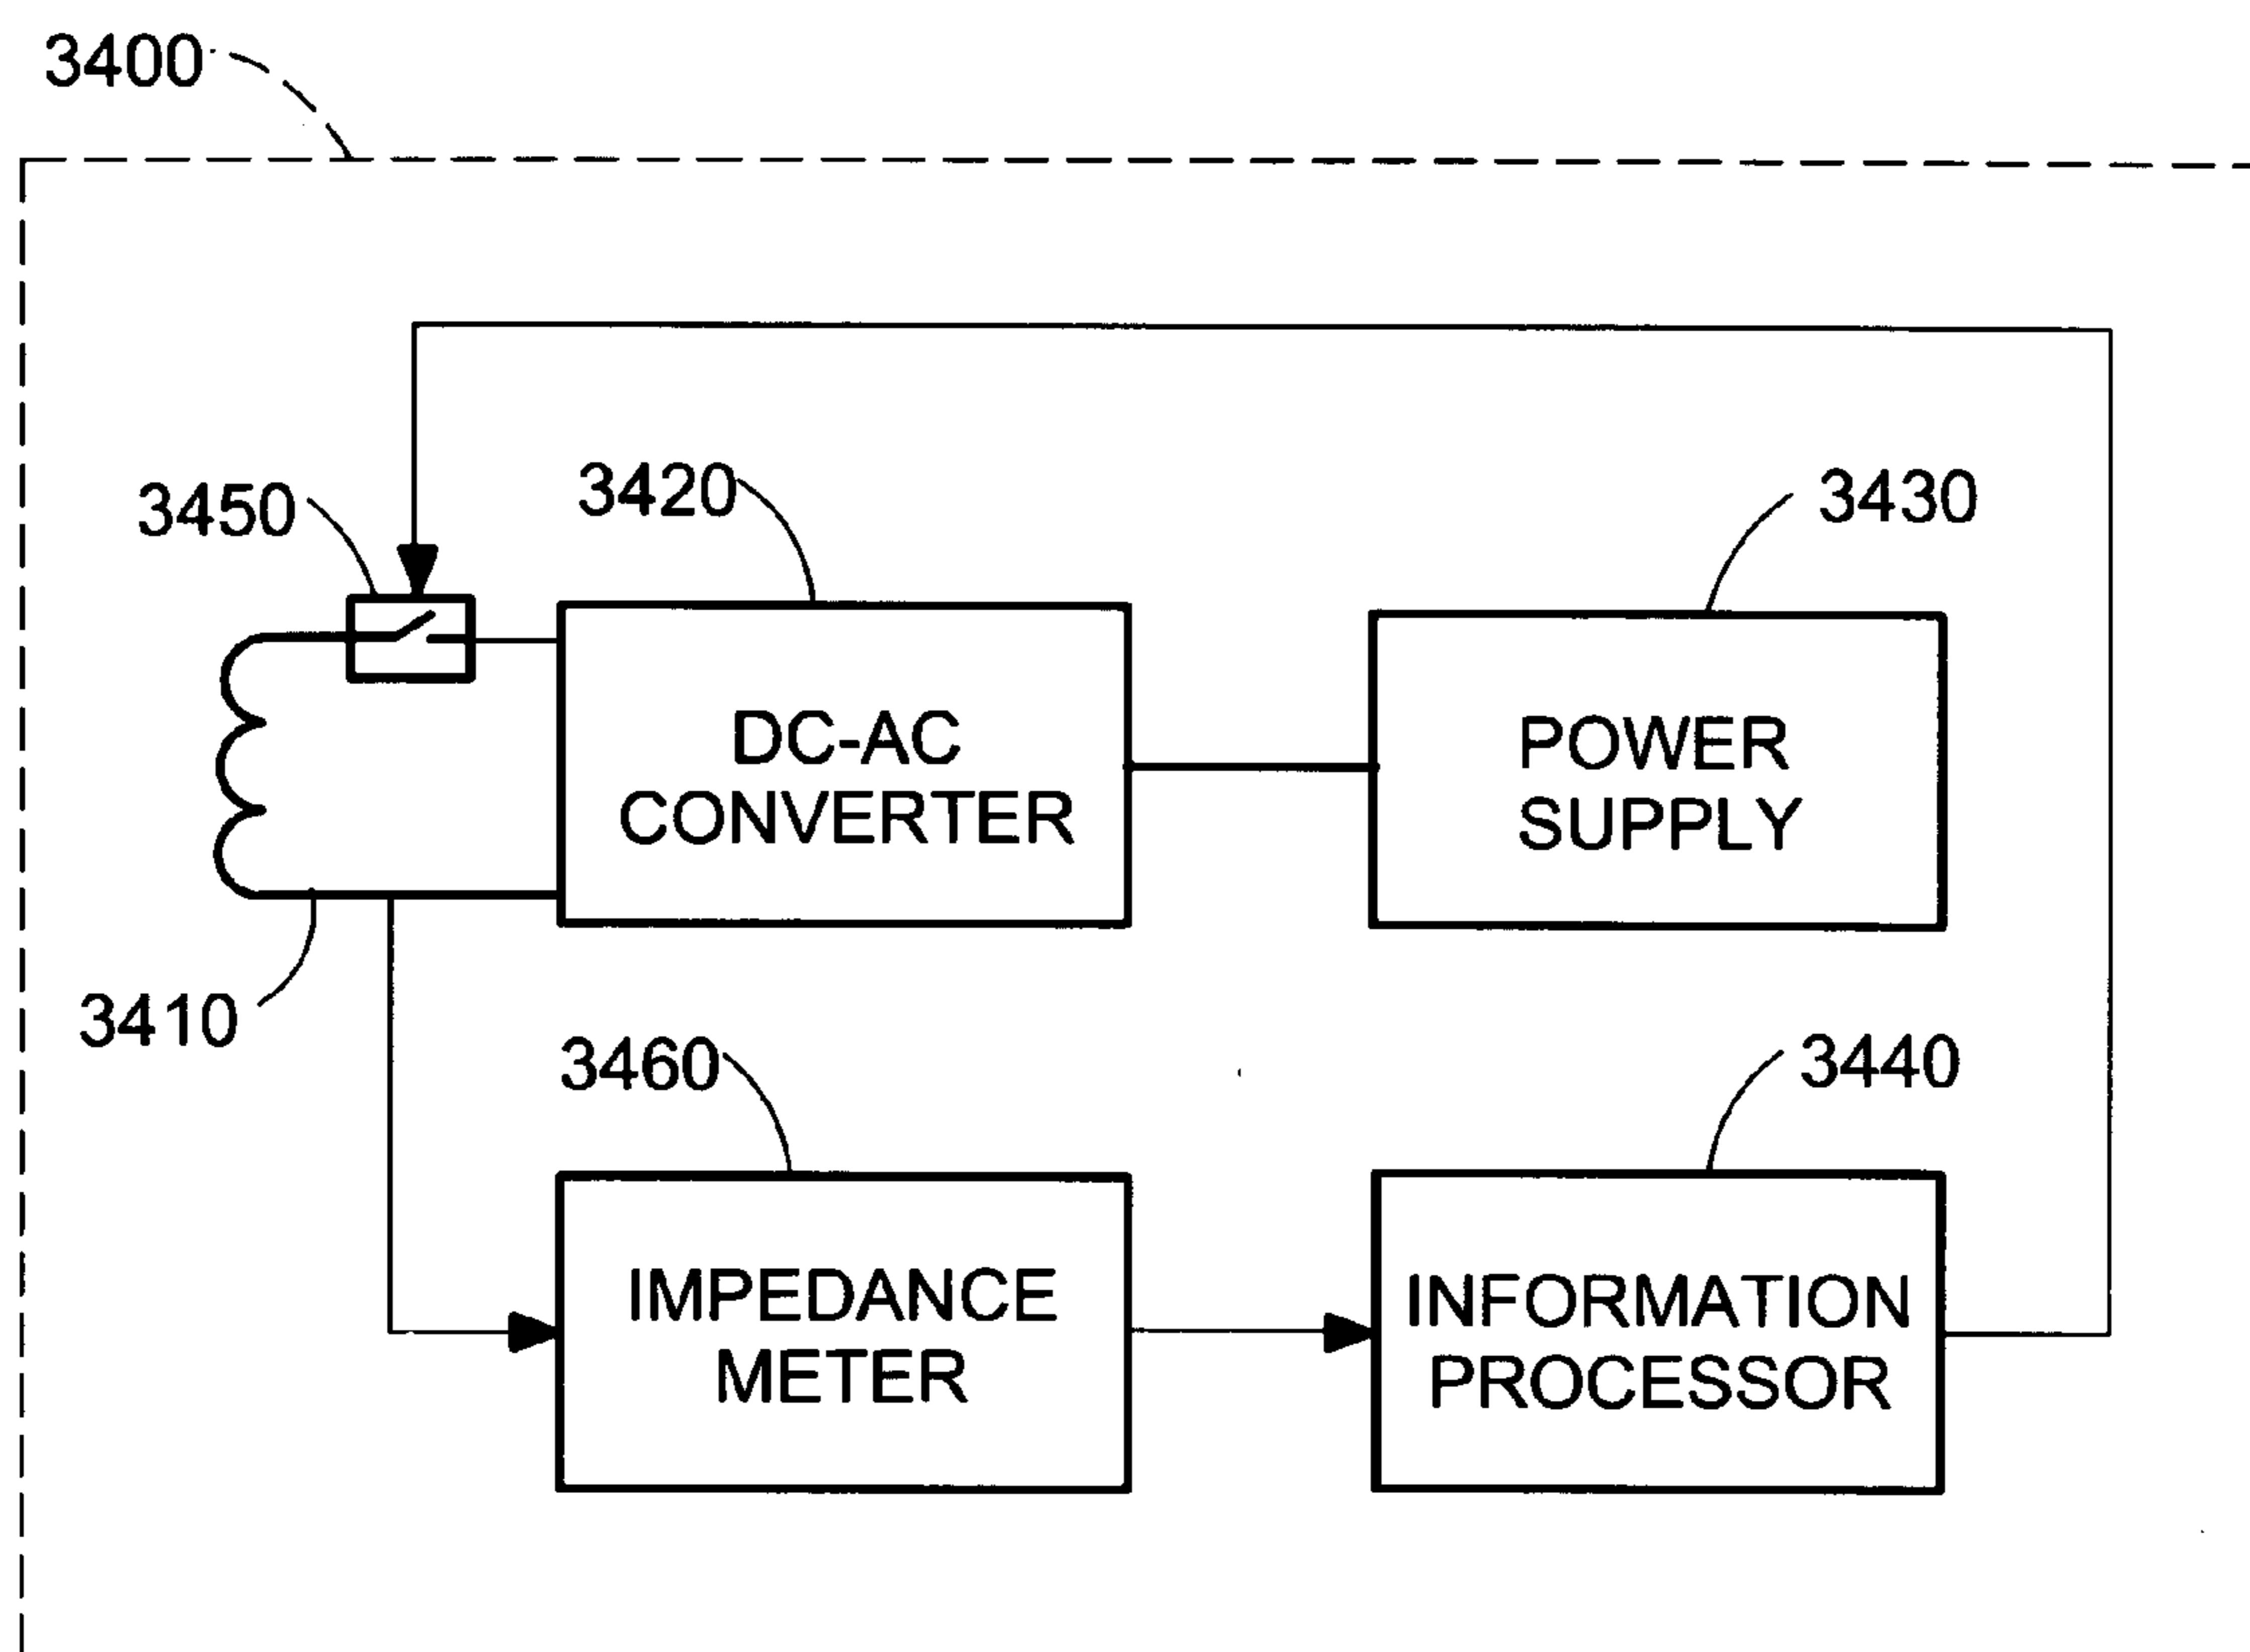 3400
3450
3420
3430
DC-AC
CONVERTER
POWER
SUPPLY
3410
3460
3440
IMPEDANCE
METER
INFORMATION
PROCESSOR